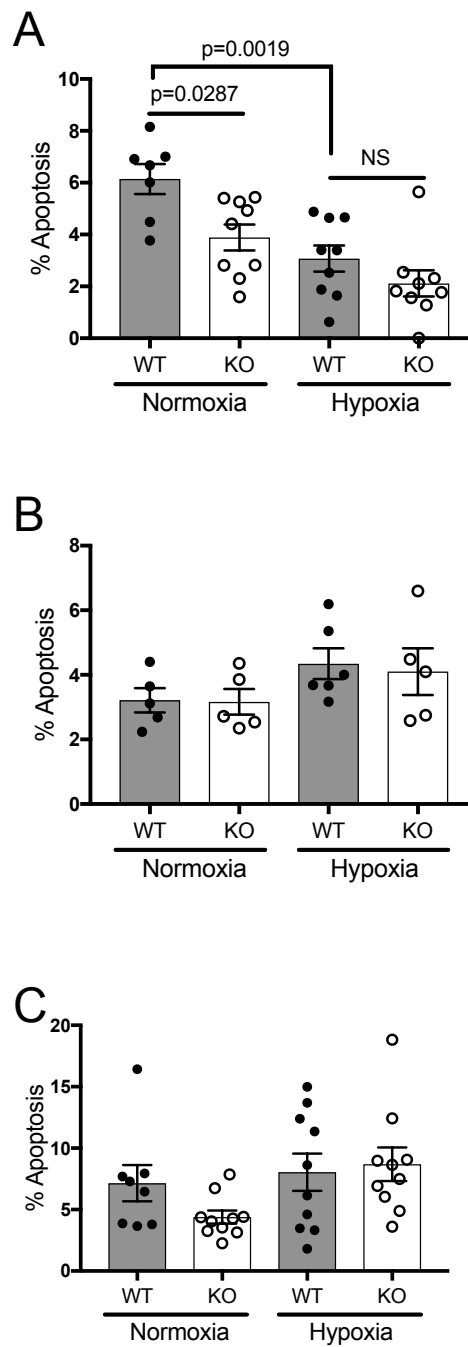 A
p=0.0019
p=0.0287
NS
10
8
6
4
2
0
% Apoptosis
WT KO WT KO
Normoxia Hypoxia
B
8
6
4
2
0
% Apoptosis
WT KO WT KO
Normoxia Hypoxia
C
20
15
10
5
0
% Apoptosis
WT KO WT KO
Normoxia Hypoxia